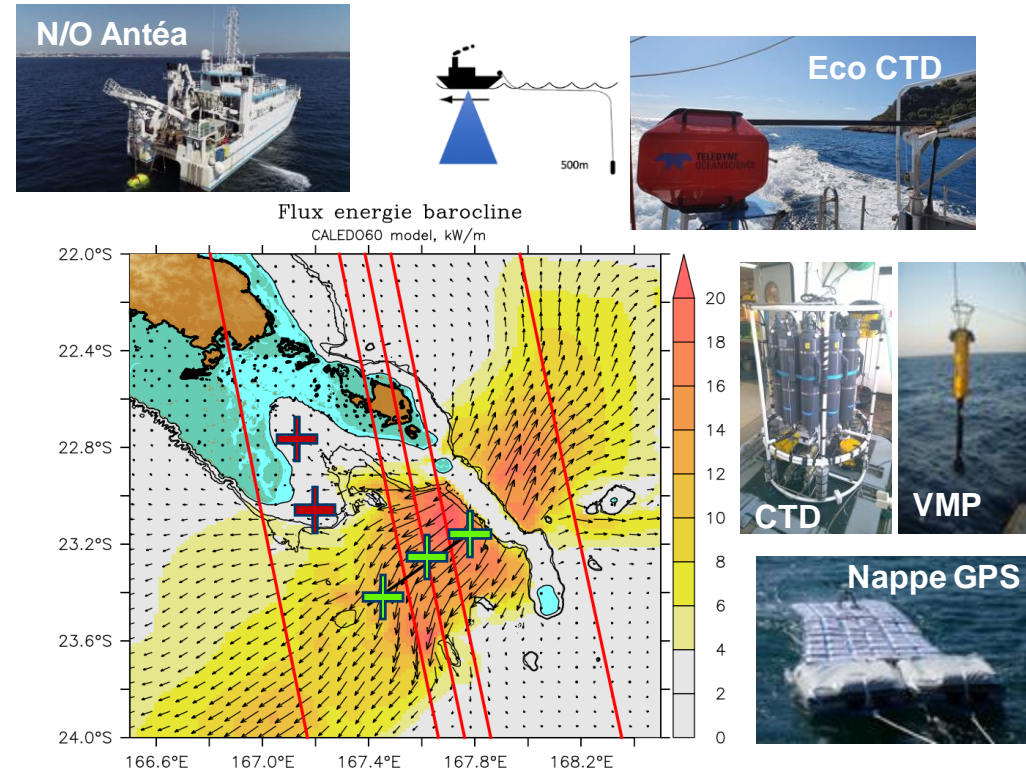 N/O Antéa
500m
Eco CTD
TELEDYNE
OCEANSCIENCE
Flux energie barocline
CALEDO60 model, kW/m
22.0°S
22.4°S
22.8°S
23.2°S
23.6°S
24.0°S
166.6°E
167.0°E
167.4°E
167.8°E
168.2°E
20
18
16
14
12
10
8
6
4
2
0
CTD
VMP
Nappe GPS